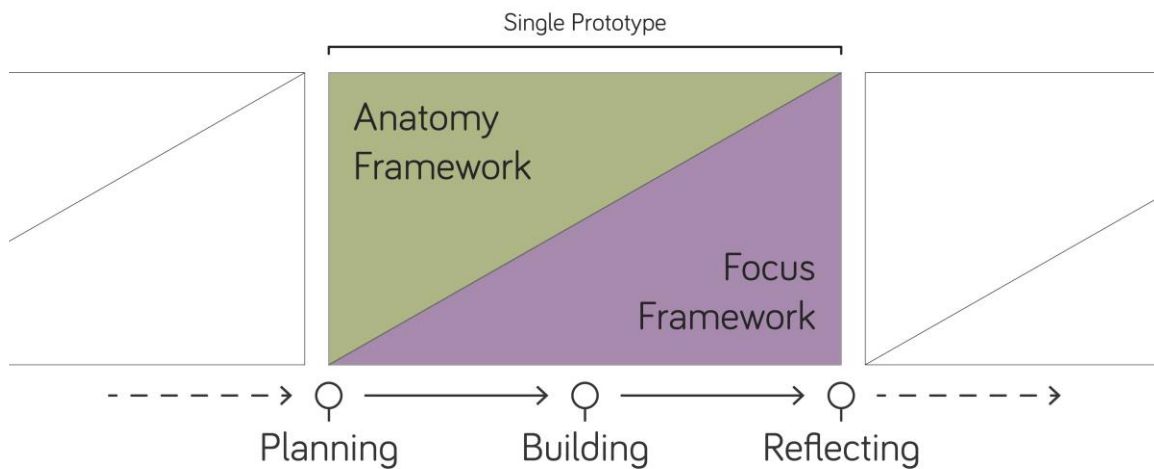 Single Prototype
Anatomy
Framework
Focus
Framework
Planning
Building
Reflecting